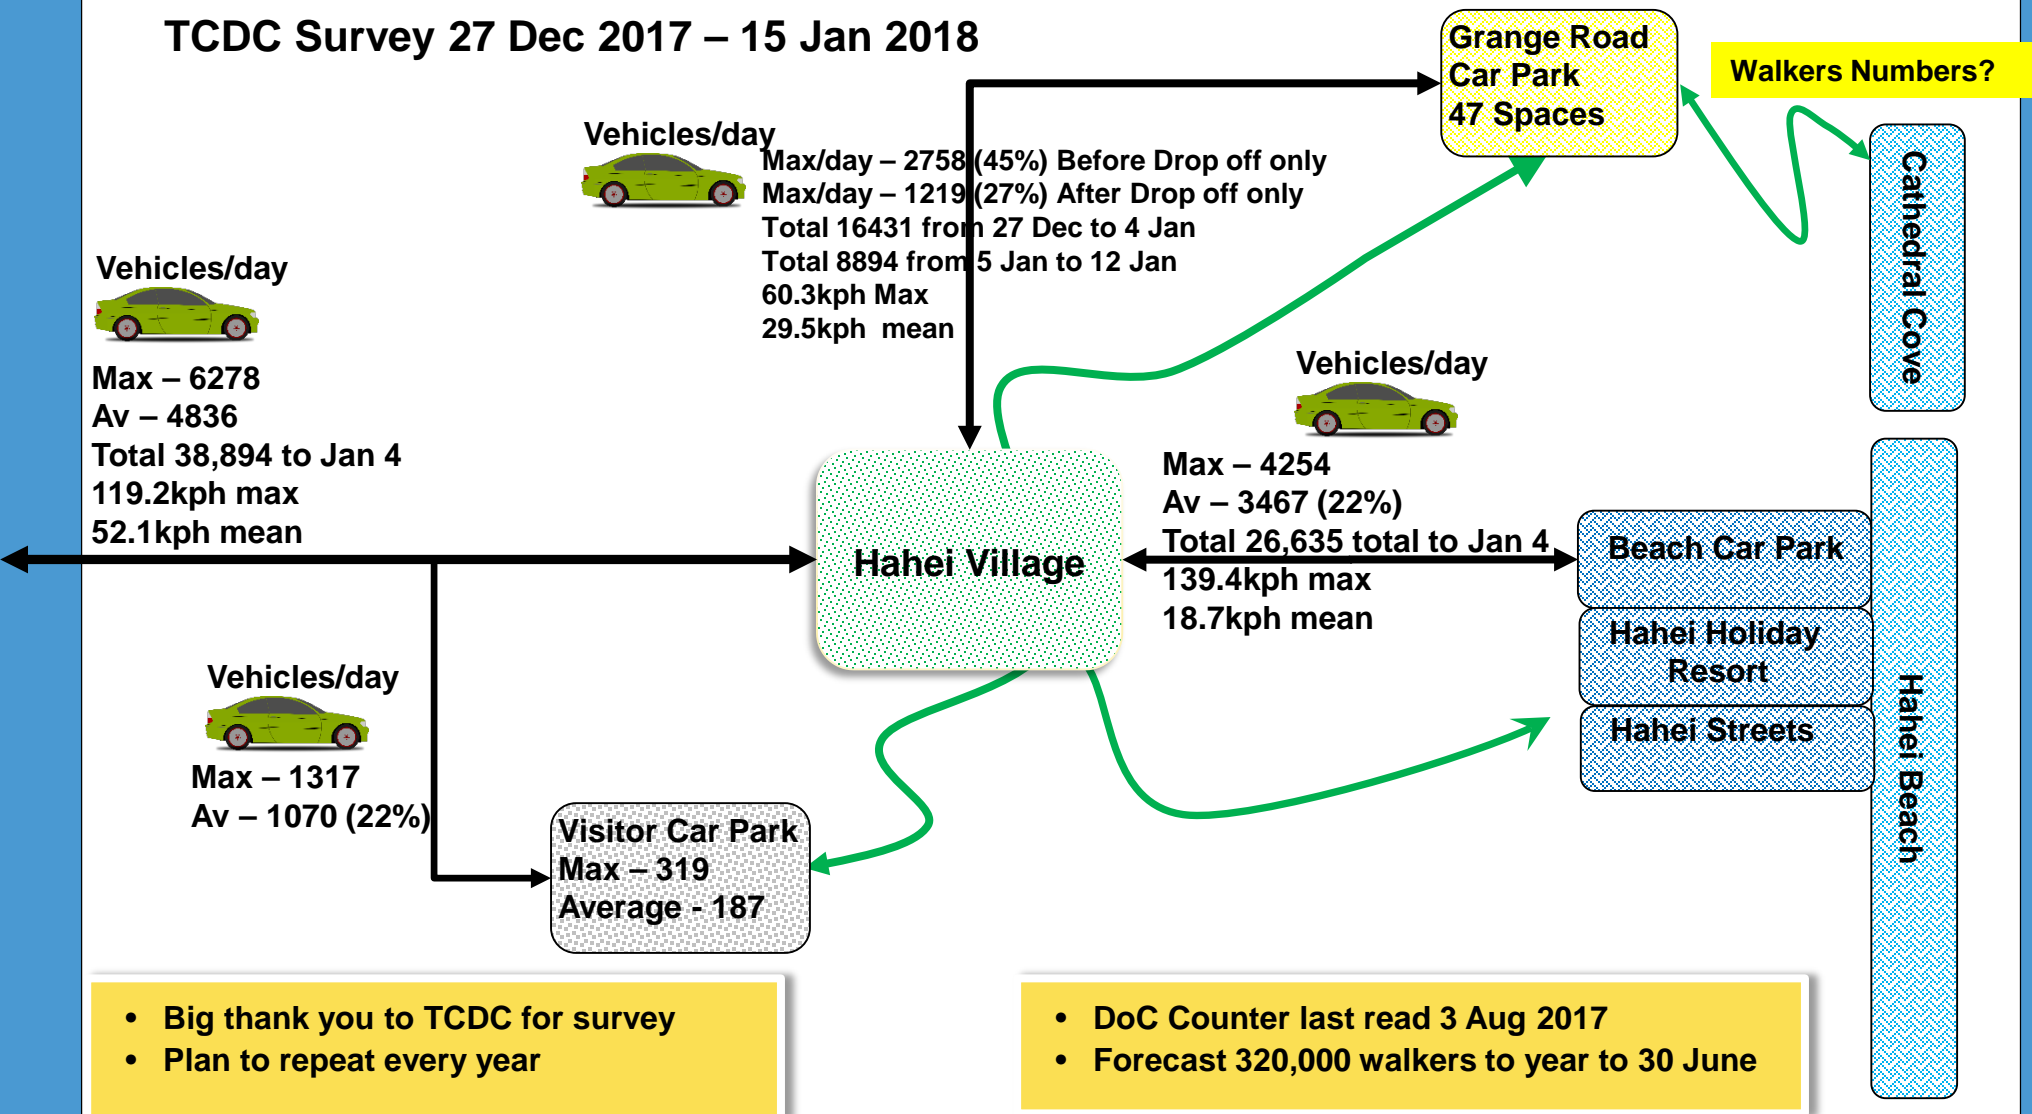 TCDC Survey 27 Dec 2017 – 15 Jan 2018
Grange Road
Car Park
47 Spaces
Walkers Numbers?
Vehicles/day
Max/day – 2758 (45%) Before Drop off only
Max/day – 1219 (27%) After Drop off only
Total 16431 from 27 Dec to 4 Jan
Total 8894 from 5 Jan to 12 Jan
60.3kph Max
29.5kph  mean
Cathedral Cove
Vehicles/day
Max – 6278
Av – 4836
Total 38,894 to Jan 4
119.2kph max
52.1kph mean
Vehicles/day
Max – 4254
Av – 3467 (22%)
Total 26,635 total to Jan 4
139.4kph max
18.7kph mean
Hahei Village
Beach Car Park
Hahei Holiday
Resort
Hahei Streets
Hahei Beach
Vehicles/day
Max – 1317
Av – 1070 (22%)
Visitor Car Park
Max – 319
Average - 187
• Big thank you to TCDC for survey
• Plan to repeat every year
• DoC Counter last read 3 Aug 2017
• Forecast 320,000 walkers to year to 30 June